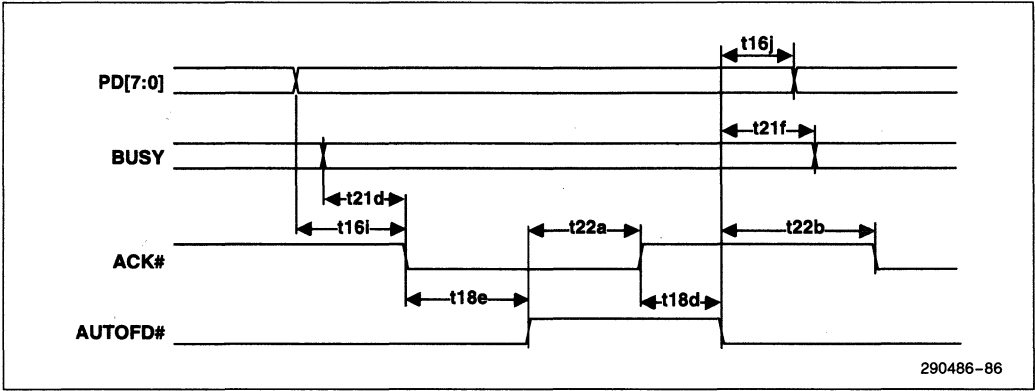 t16j
PD[7:0]
t21f
BUSY
t21d
t16i
t22a
t22b
ACK#
t18e
t18d
AUTOFD#
290486-86